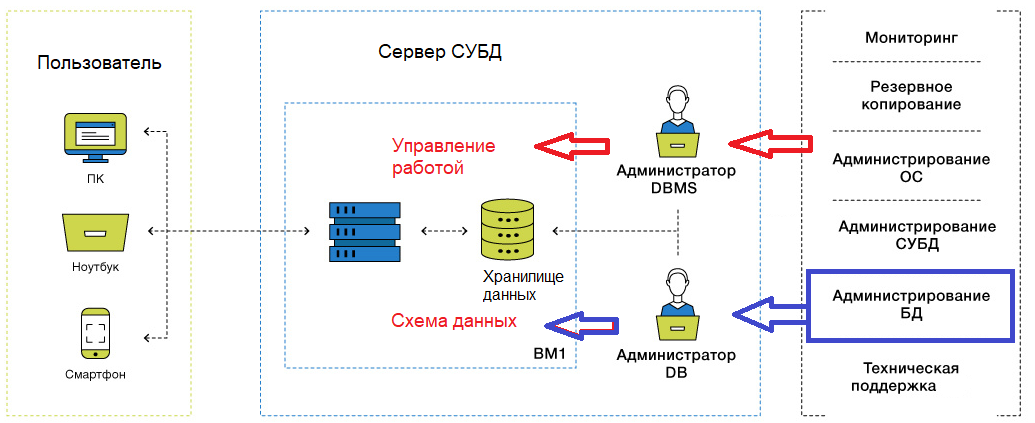 Пользователь
ПК
Ноутбук
Смартфон
Сервер СУБД
Управление
работой
Хранилище
данных
Схема данных
ВМ1
Администратор
DBMS
Администратор
DB
Мониторинг
Резервное
копирование
Администрирование
ОС
Администрирование
СУБД
Администрирование
БД
Техническая
поддержка